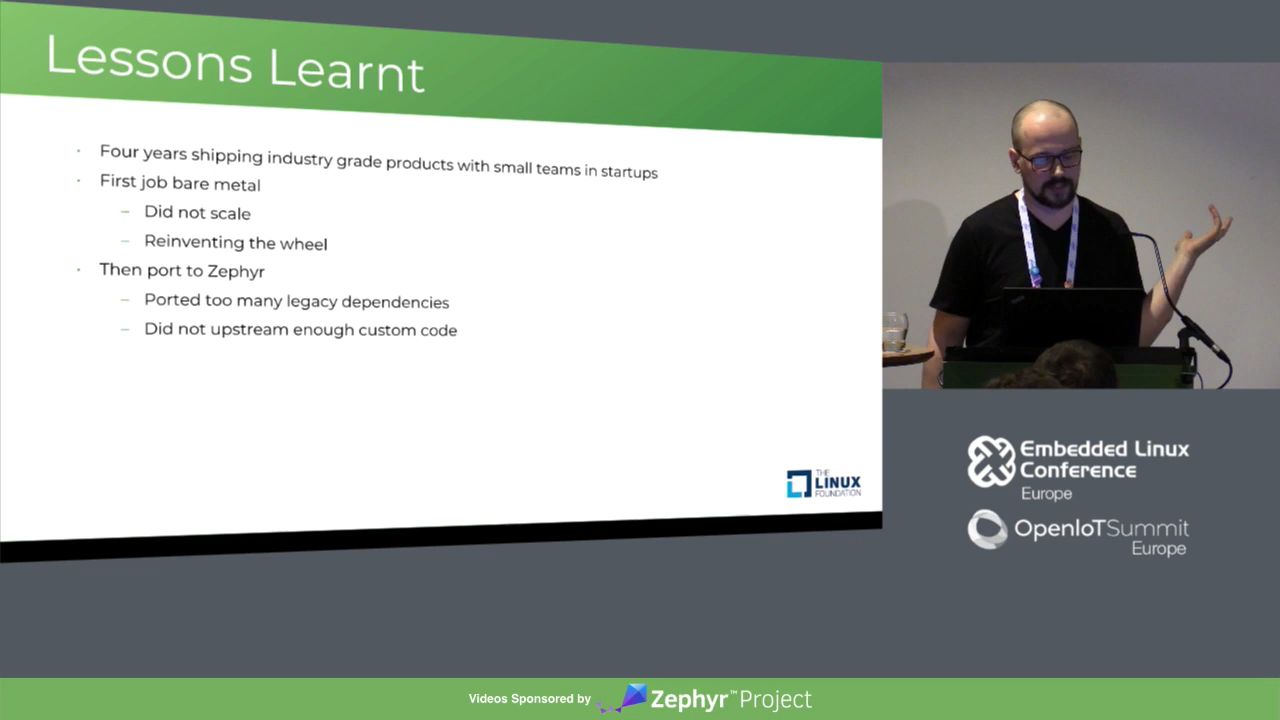 Lessons Learnt
· Four years shipping industry grade products with small teams in startups
· First job bare metal
– Did not scale
– Reinventing the wheel
· Then port to Zephyr
– Ported too many legacy dependencies
– Did not upstream enough custom code
THE
LINUX
FOUNDATION
Embedded Linux
Conference
Europe
OpenIoTSummit
Europe
Videos Sponsored by Zephyr™Project